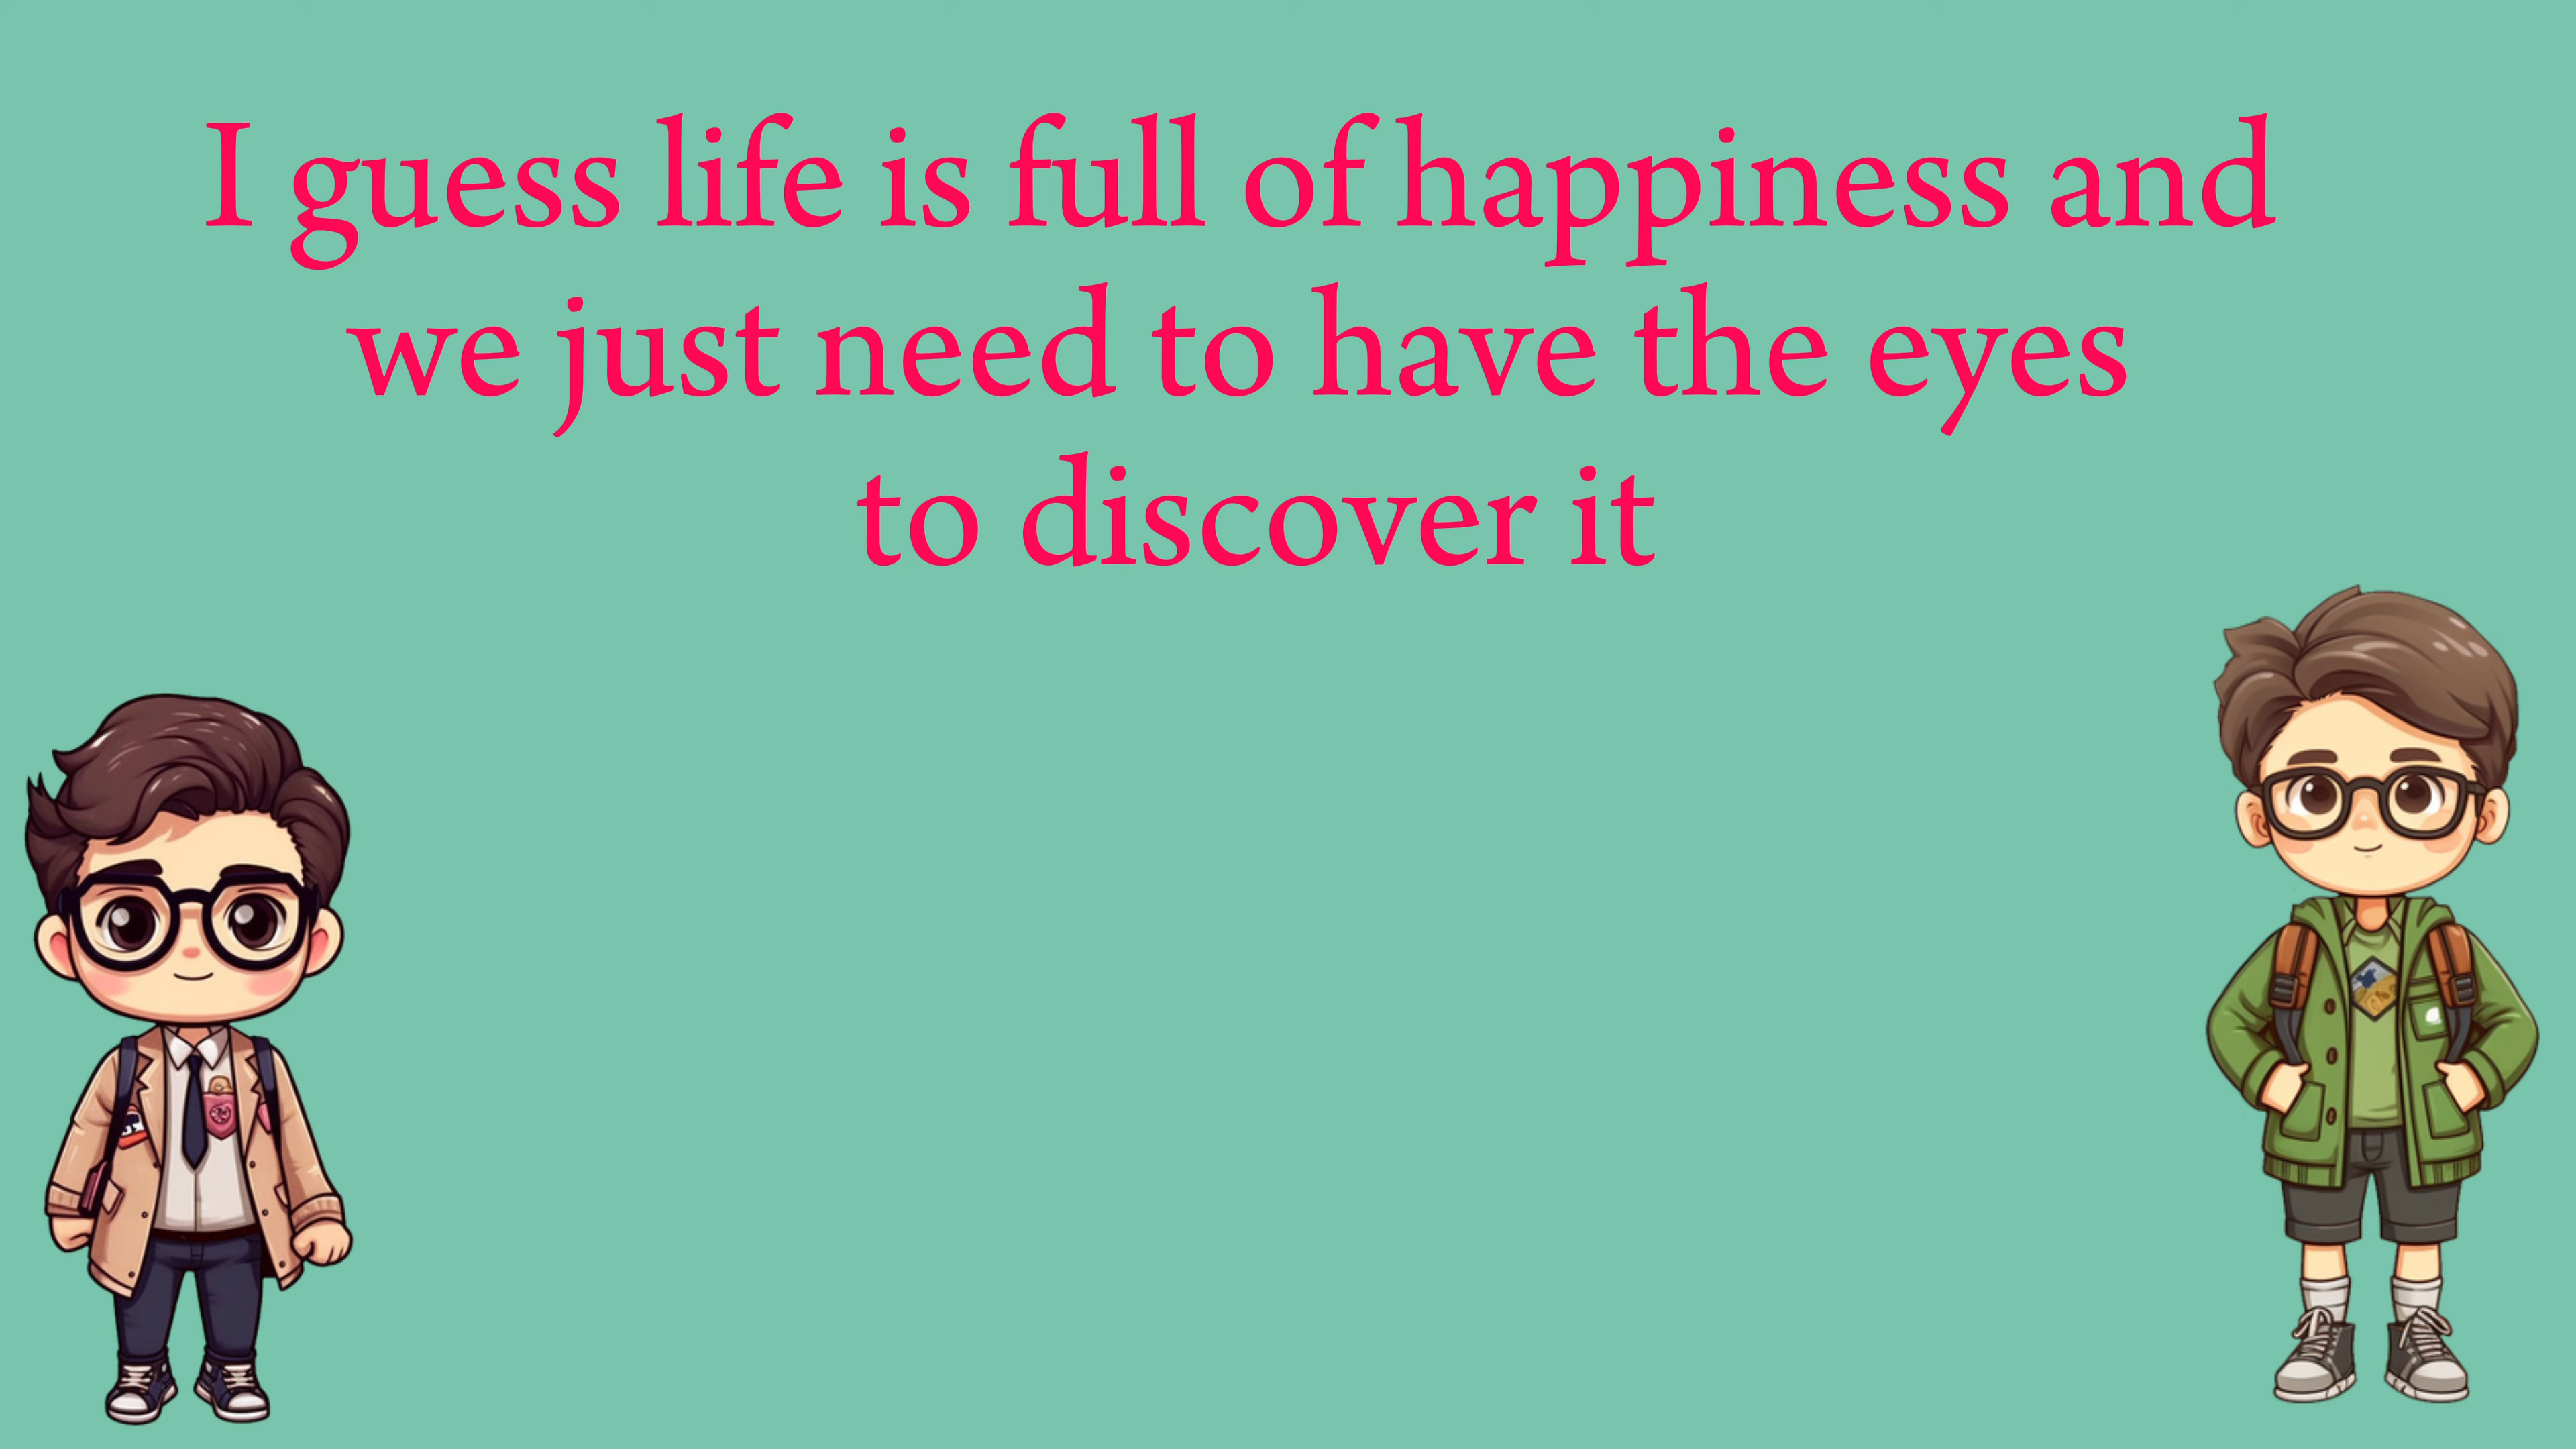 I guess life is full of happiness and
we just need to have the eyes
to discover it